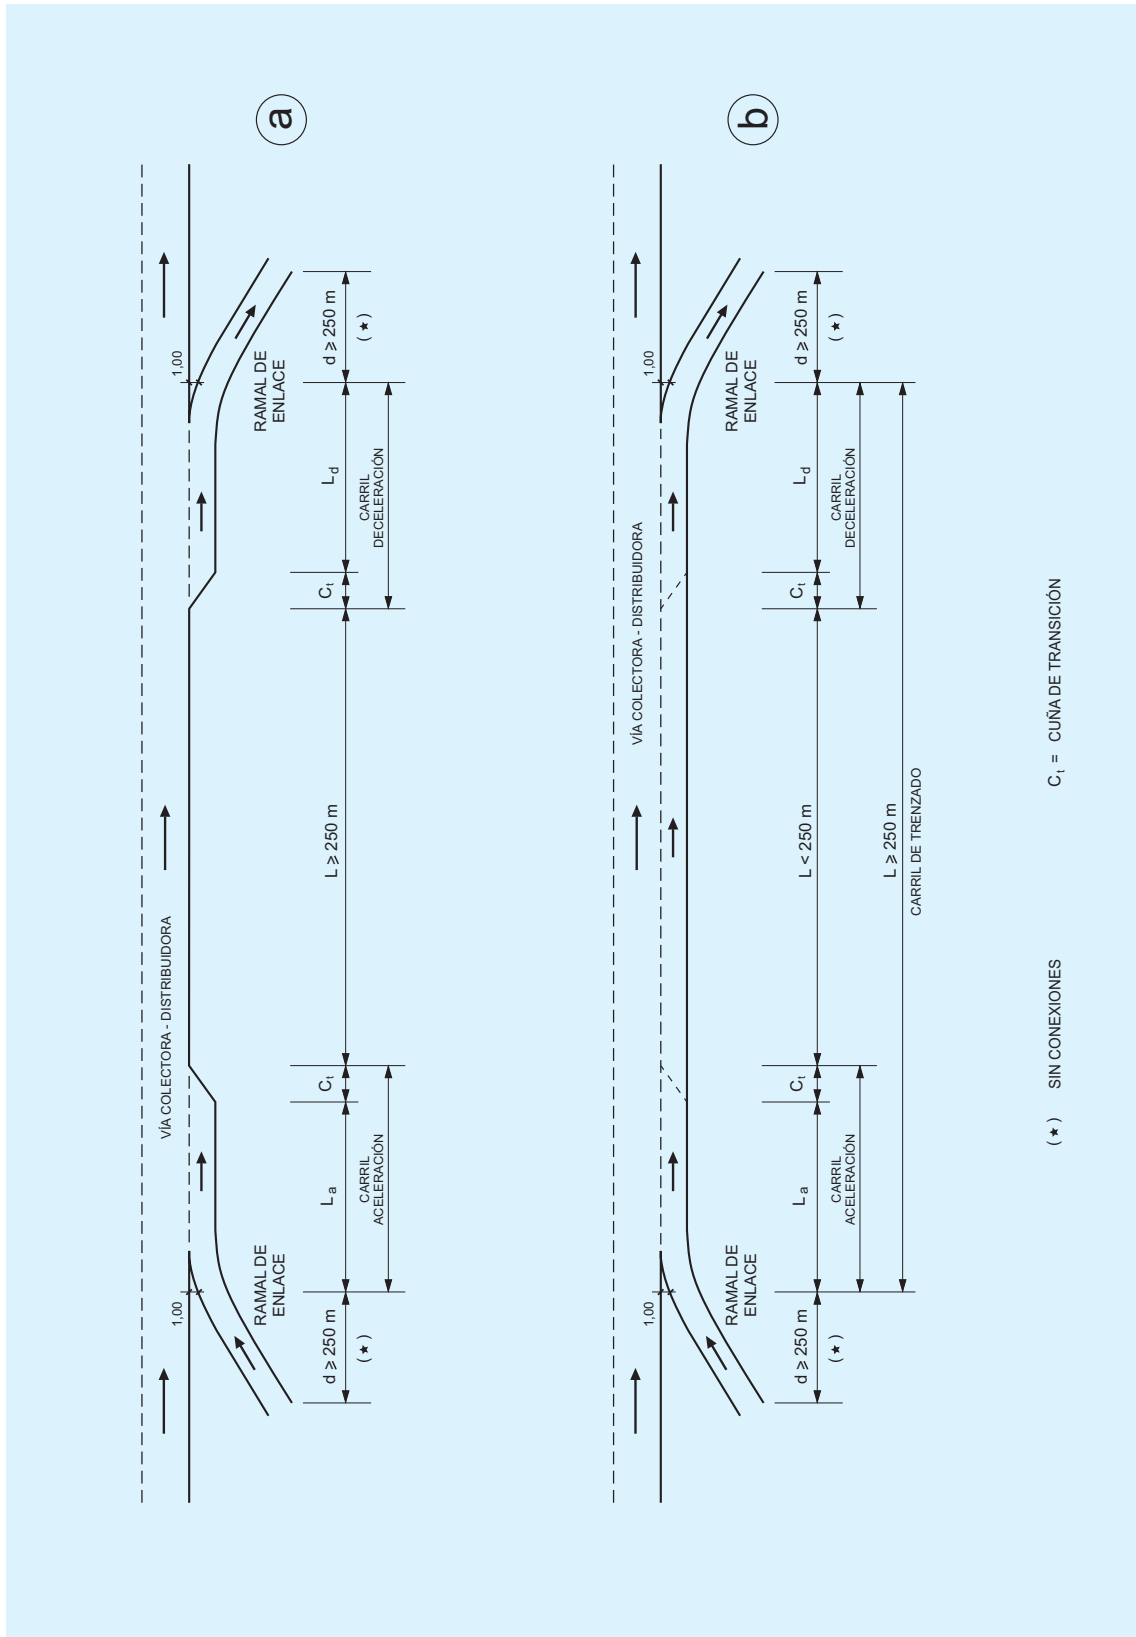 a
VÍA COLECTORA - DISTRIBUIDORA
1,00
1,00
RAMAL DE
ENLACE
RAMAL DE
ENLACE
d ⩾ 250 m
La
Ct
L ⩾ 250 m
Ct
Ld
d ⩾ 250 m
(★)
CARRIL
ACELERACIÓN
CARRIL
DECELERACIÓN
(★)
b
VÍA COLECTORA - DISTRIBUIDORA
1,00
1,00
RAMAL DE
ENLACE
RAMAL DE
ENLACE
d ⩾ 250 m
La
Ct
L < 250 m
Ct
Ld
d ⩾ 250 m
(★)
CARRIL
ACELERACIÓN
CARRIL
DECELERACIÓN
(★)
L ⩾ 250 m
CARRIL DE TRENZADO
(★) SIN CONEXIONES
Ct = CUÑA DE TRANSICIÓN